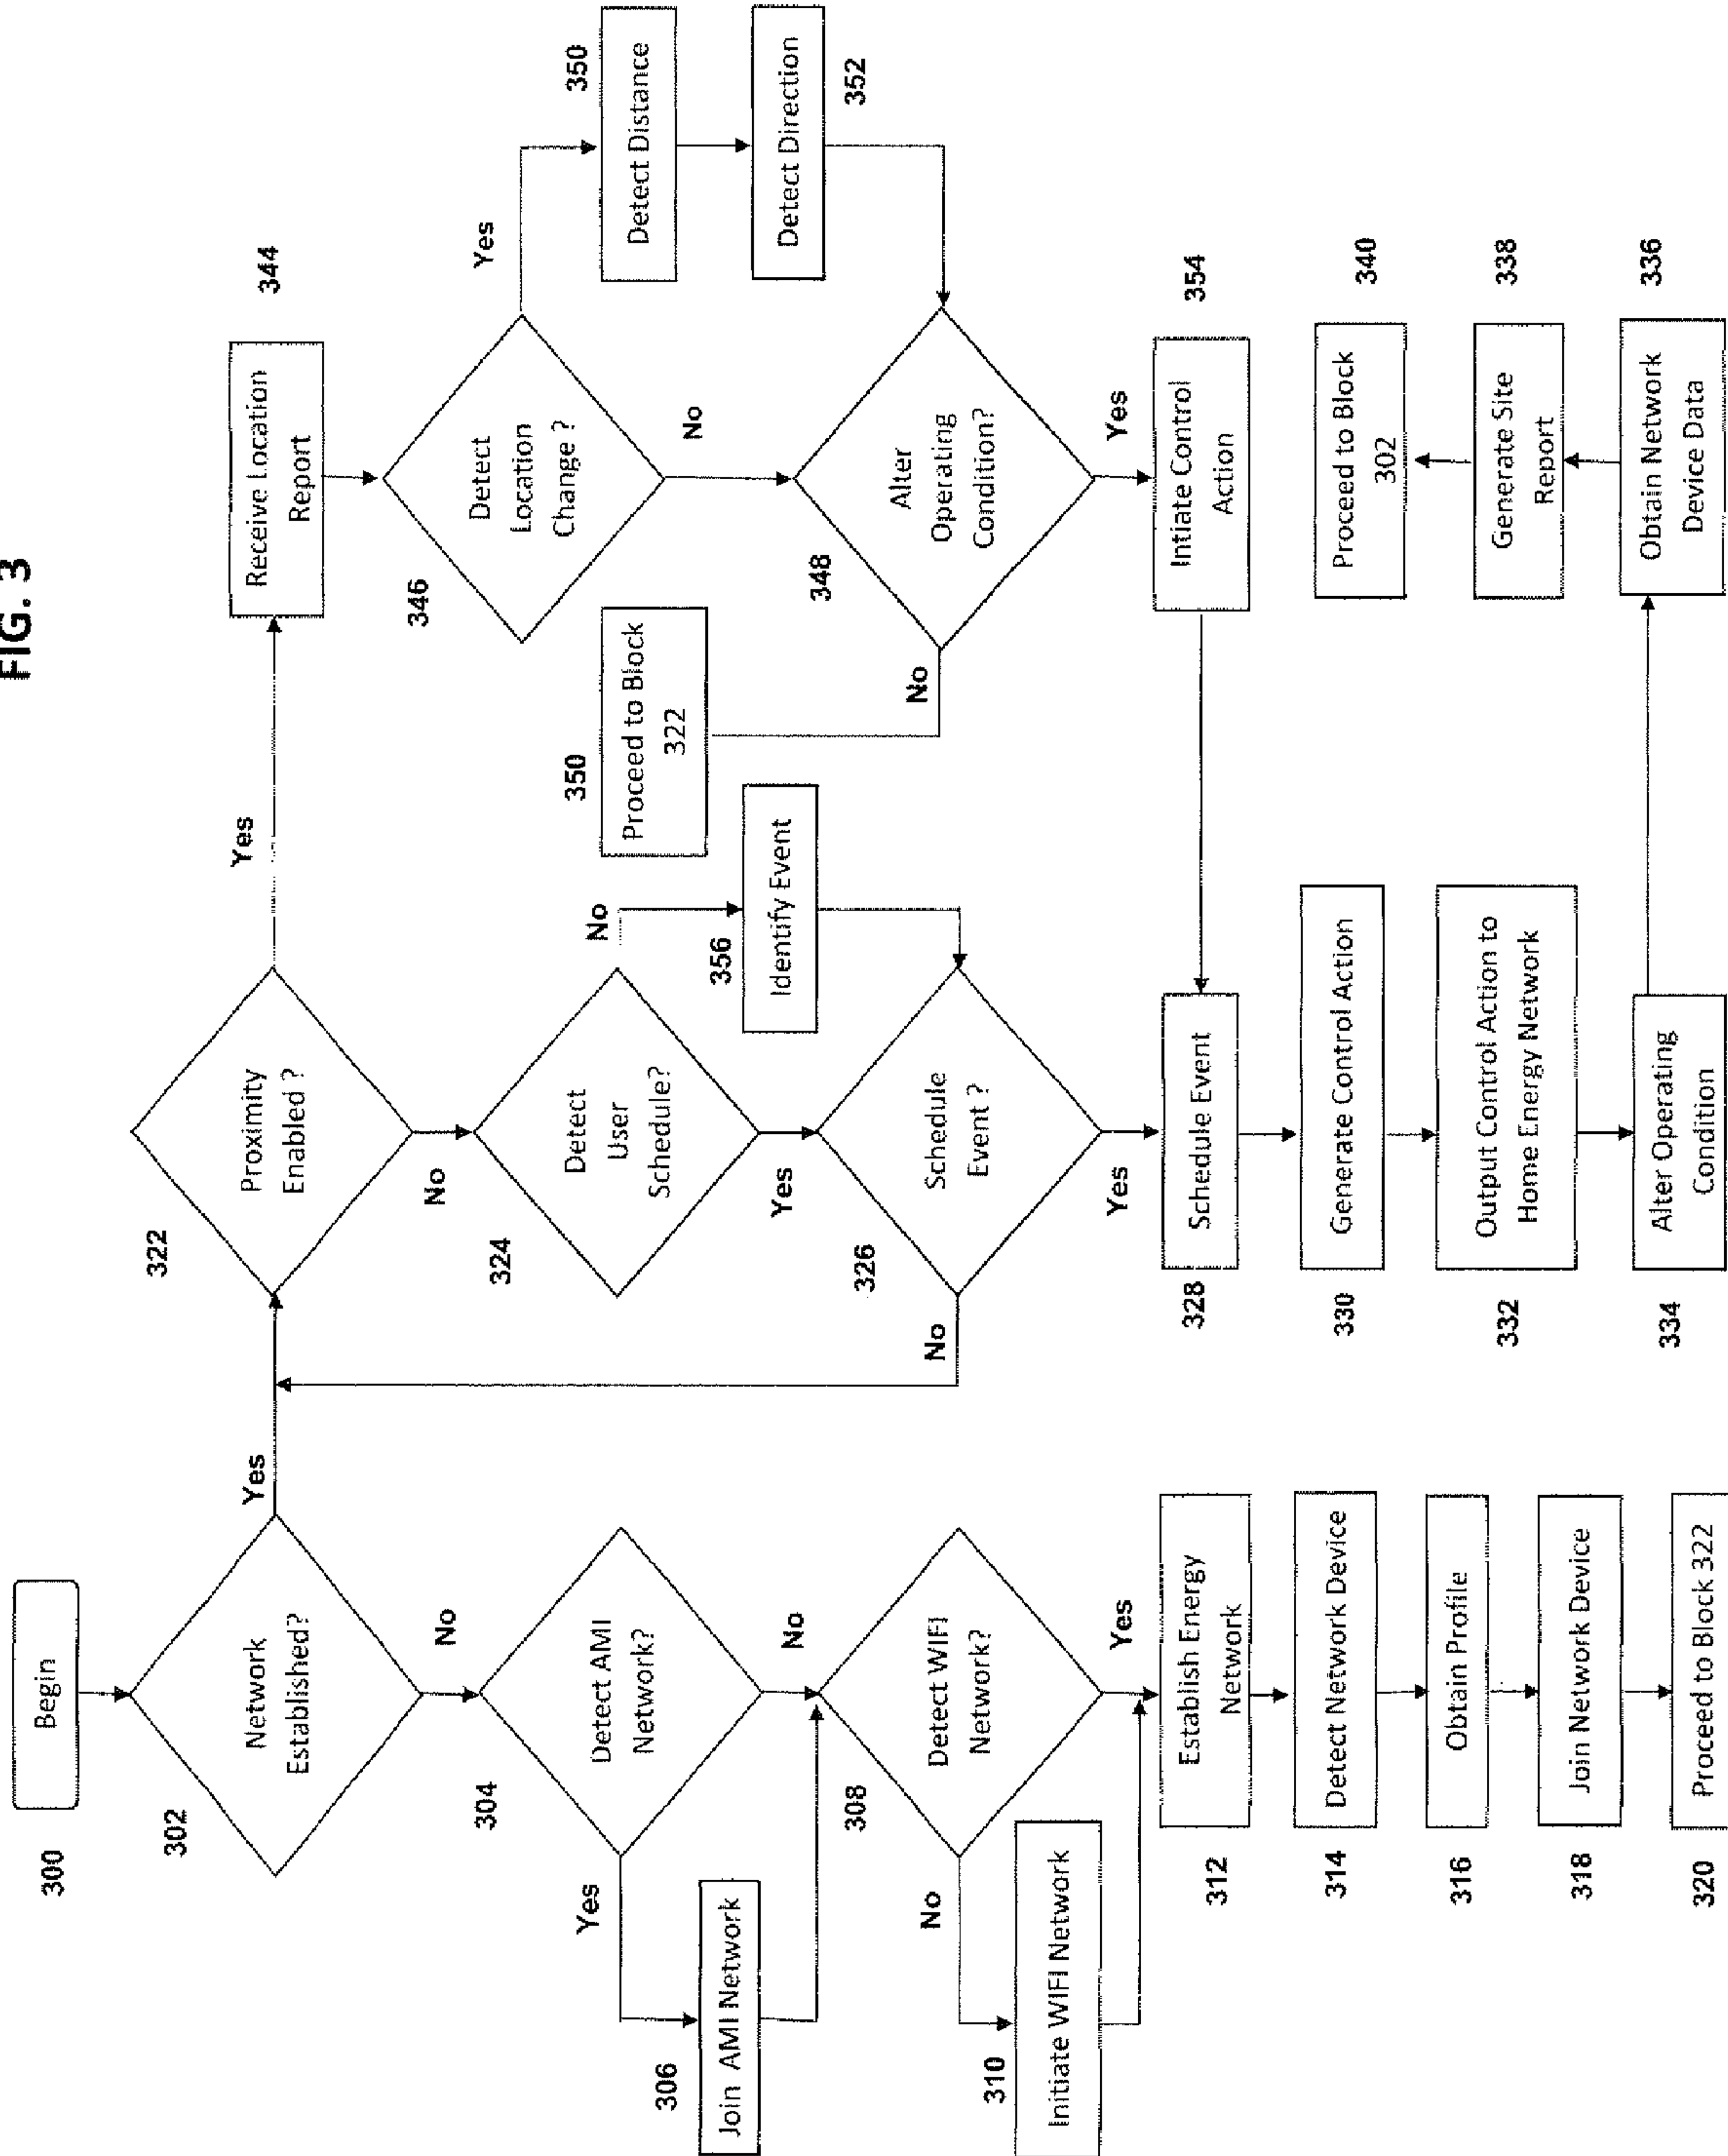 FIG. 3
300
Begin
302
Network
Established?
Yes
No
304
Detect AMI
Network?
Yes
306
Join AMI Network
No
308
Detect WIFI
Network?
No
310
Initiate WIFI Network
Yes
312
Establish Energy
Network
314
Detect Network Device
316
Obtain Profile
318
Join Network Device
320
Proceed to Block 322
322
Proximity
Enabled ?
Yes
No
324
Detect
User
Schedule?
No
356
Identify Event
Yes
326
Schedule
Event ?
No
Yes
328
Schedule Event
330
Generate Control Action
332
Output Control Action to
Home Energy Network
334
Alter Operating
Condition
344
Receive Location
Report
346
Detect
Location
Change ?
Yes
350
Detect Distance
352
Detect Direction
No
348
Alter
Operating
Condition?
No
350
Proceed to Block
322
Yes
354
Intiate Control
Action
340
Proceed to Block
302
338
Generate Site
Report
336
Obtain Network
Device Data